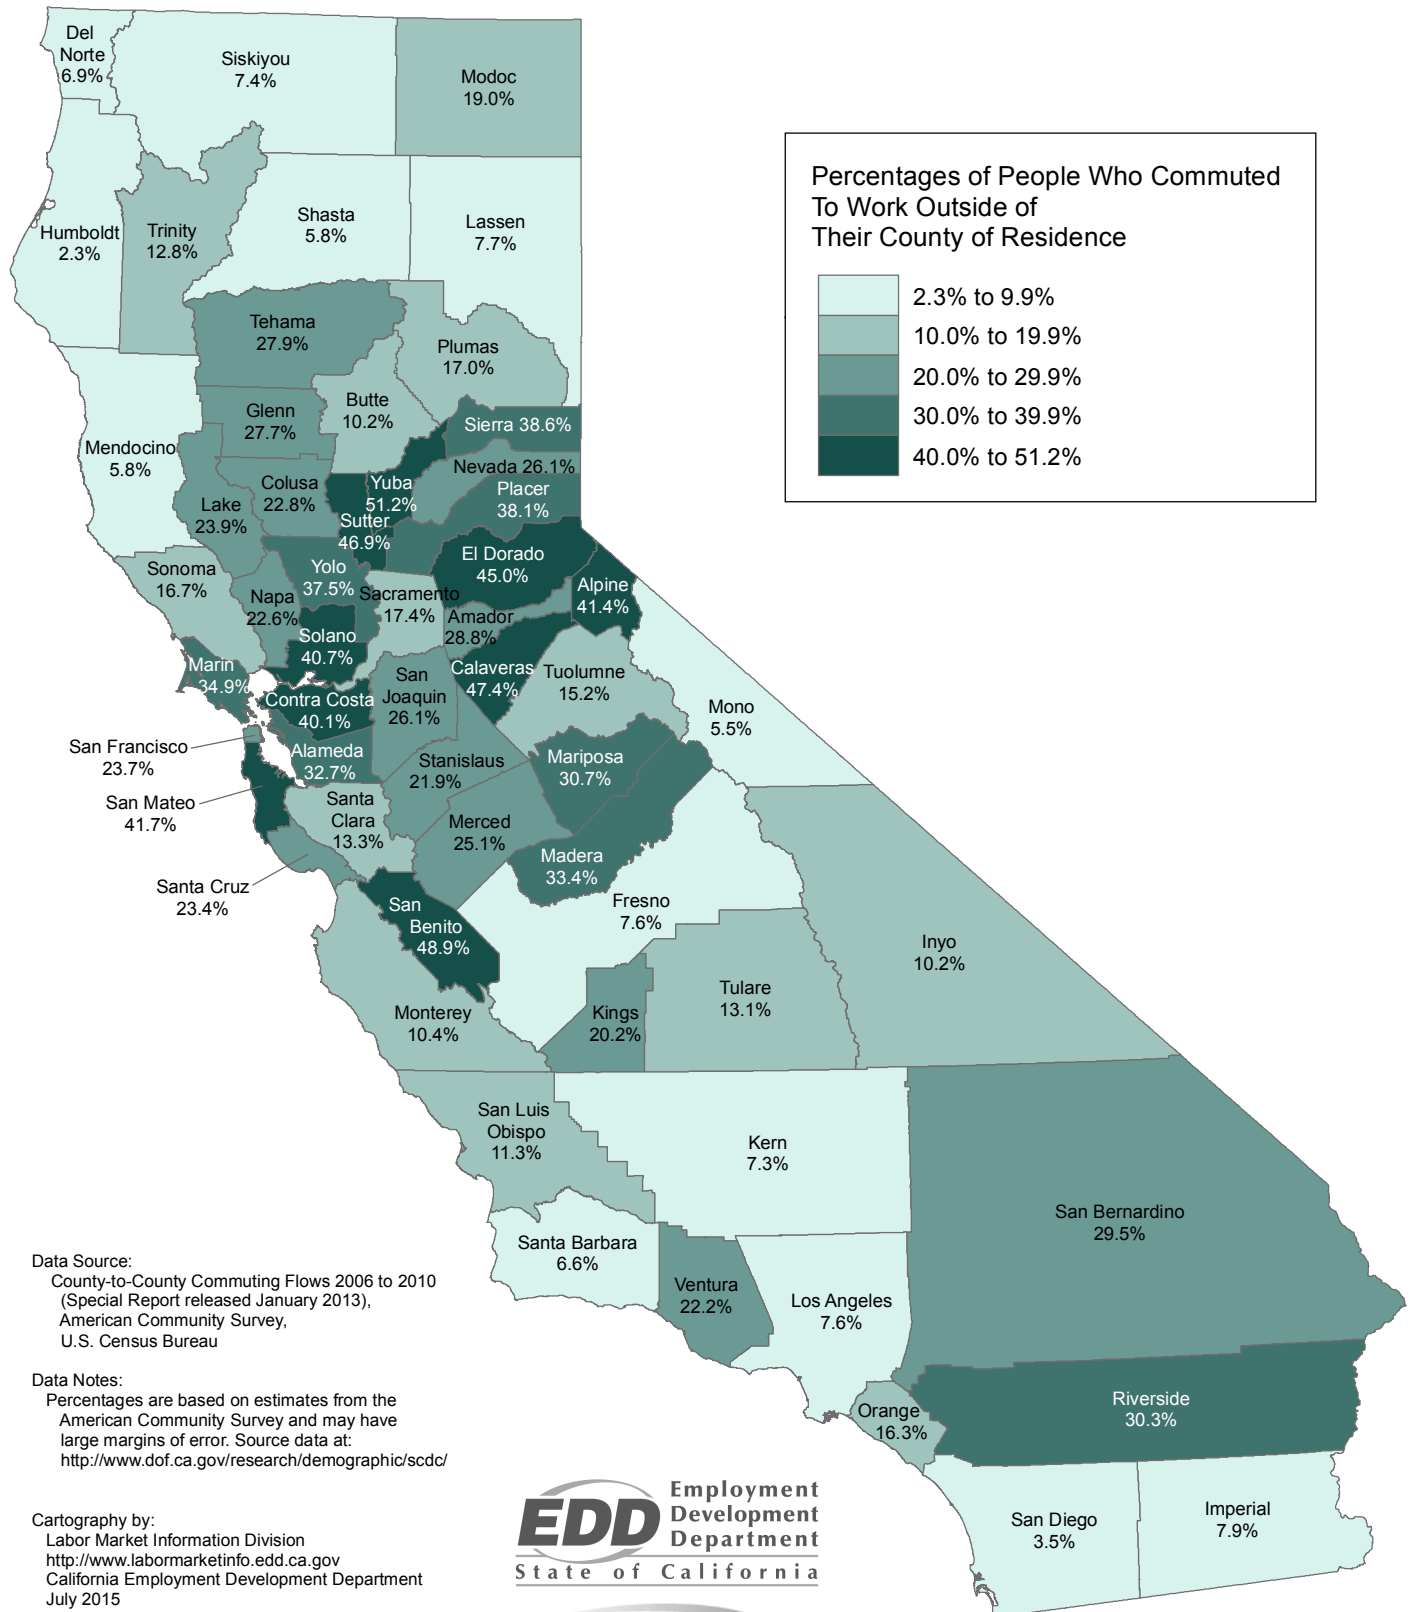 Del
Norte
6.9%
Siskiyou
7.4%
Modoc
19.0%
Percentages of People Who Commuted
To Work Outside of
Their County of Residence
2.3% to 9.9%
10.0% to 19.9%
20.0% to 29.9%
30.0% to 39.9%
40.0% to 51.2%
Humboldt
2.3%
Trinity
12.8%
Shasta
5.8%
Lassen
7.7%
Tehama
27.9%
Plumas
17.0%
Glenn
27.7%
Butte
10.2%
Sierra 38.6%
Mendocino
5.8%
Lake
23.9%
Colusa
22.8%
Yuba
51.2%
Nevada 26.1%
Placer
38.1%
Sutter
46.9%
El Dorado
45.0%
Sonoma
16.7%
Napa
22.6%
Yolo
37.5%
Sacramento
17.4%
Amador
28.8%
Alpine
41.4%
Solano
40.7%
Marin
34.9%
Contra Costa
40.1%
San
Joaquin
26.1%
Calaveras
47.4%
Tuolumne
15.2%
Mono
5.5%
San Francisco
23.7%
Alameda
32.7%
Stanislaus
21.9%
Mariposa
30.7%
San Mateo
41.7%
Santa
Clara
13.3%
Merced
25.1%
Madera
33.4%
Santa Cruz
23.4%
San
Benito
48.9%
Fresno
7.6%
Inyo
10.2%
Monterey
10.4%
Kings
20.2%
Tulare
13.1%
San Luis
Obispo
11.3%
Kern
7.3%
San Bernardino
29.5%
Santa Barbara
6.6%
Ventura
22.2%
Los Angeles
7.6%
Orange
16.3%
Riverside
30.3%
San Diego
3.5%
Imperial
7.9%
Data Source:
County-to-County Commuting Flows 2006 to 2010
(Special Report released January 2013),
American Community Survey,
U.S. Census Bureau
Data Notes:
Percentages are based on estimates from the
American Community Survey and may have
large margins of error. Source data at:
http://www.dof.ca.gov/research/demographic/scdc/
Cartography by:
Labor Market Information Division
http://www.labormarketinfo.edd.ca.gov
California Employment Development Department
July 2015
EDD
Employment
Development
Department
State of California